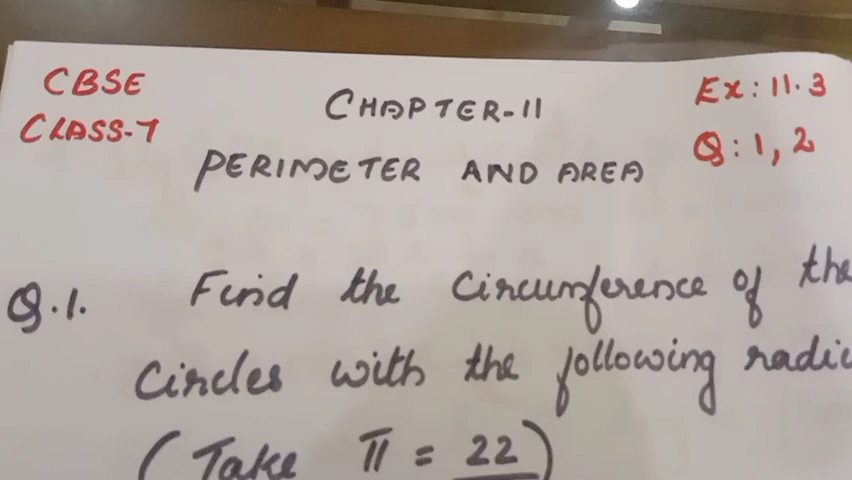 CBSE
CLASS-7
CHAPTER-11
PERIMETER AND AREA
Ex: 11.3
Q: 1, 2
Q.1. Find the circumference of the
circles with the following radi
(Take π = 22)